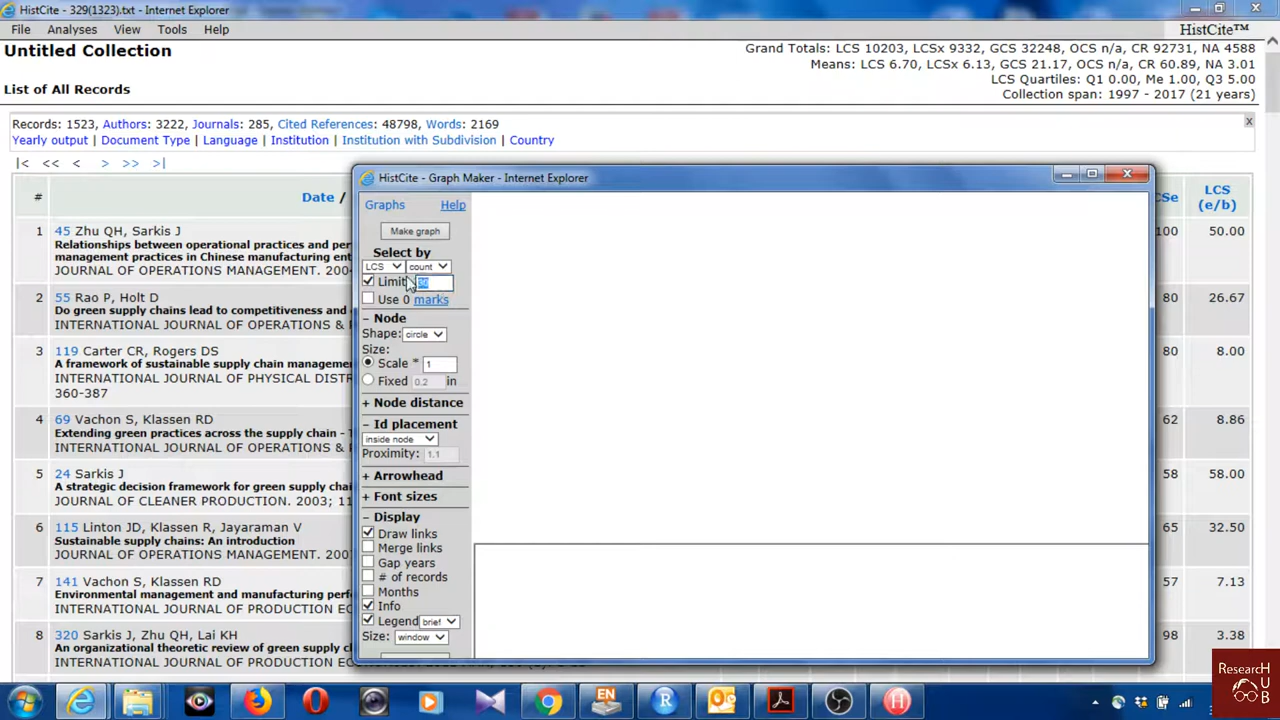 HistCite - 329(1323).txt - Internet Explorer
File Analyses View Tools Help
HistCite™
Untitled Collection
Grand Totals: LCS 10203, LCSx 9332, GCS 32248, OCS n/a, CR 92731, NA 4588
Means: LCS 6.70, LCSx 6.13, GCS 21.17, OCS n/a, CR 60.89, NA 3.01
LCS Quartiles: Q1 0.00, Me 1.00, Q3 5.00
Collection span: 1997 - 2017 (21 years)
List of All Records
Records: 1523, Authors: 3222, Journals: 285, Cited References: 48798, Words: 2169
x
Yearly output | Document Type | Language | Institution | Institution with Subdivision | Country
|< << < > >> >|
# Date / CSe LCS (e/b)
1 45 Zhu QH, Sarkis J 100 50.00
Relationships between operational practices and per
management practices in Chinese manufacturing ent
JOURNAL OF OPERATIONS MANAGEMENT. 200
2 55 Rao P, Holt D 80 26.67
Do green supply chains lead to competitiveness and
INTERNATIONAL JOURNAL OF OPERATIONS &
3 119 Carter CR, Rogers DS 80 8.00
A framework of sustainable supply chain manageme
INTERNATIONAL JOURNAL OF PHYSICAL DISTR
360-387
4 69 Vachon S, Klassen RD 62 8.86
Extending green practices across the supply chain - T
INTERNATIONAL JOURNAL OF OPERATIONS &
5 24 Sarkis J 58 58.00
A strategic decision framework for green supply chai
JOURNAL OF CLEANER PRODUCTION. 2003; 11
6 115 Linton JD, Klassen R, Jayaraman V 65 32.50
Sustainable supply chains: An introduction
JOURNAL OF OPERATIONS MANAGEMENT. 200
7 141 Vachon S, Klassen RD 57 7.13
Environmental management and manufacturing perf
INTERNATIONAL JOURNAL OF PRODUCTION EC
8 320 Sarkis J, Zhu QH, Lai KH 98 3.38
An organizational theoretic review of green supply ch
INTERNATIONAL JOURNAL OF PRODUCTION
HistCite - Graph Maker - Internet Explorer
Graphs Help
Make graph
Select by
LCS count
Limit 30
Use 0 marks
- Node
Shape: circle
Size:
Scale * 1
Fixed 0.2 in
+ Node distance
- Id placement
inside node
Proximity: 1.1
+ Arrowhead
+ Font sizes
- Display
Draw links
Merge links
Gap years
# of records
Months
Info
Legend brief
Size: window
EN
R
H
ResearcH
U
B